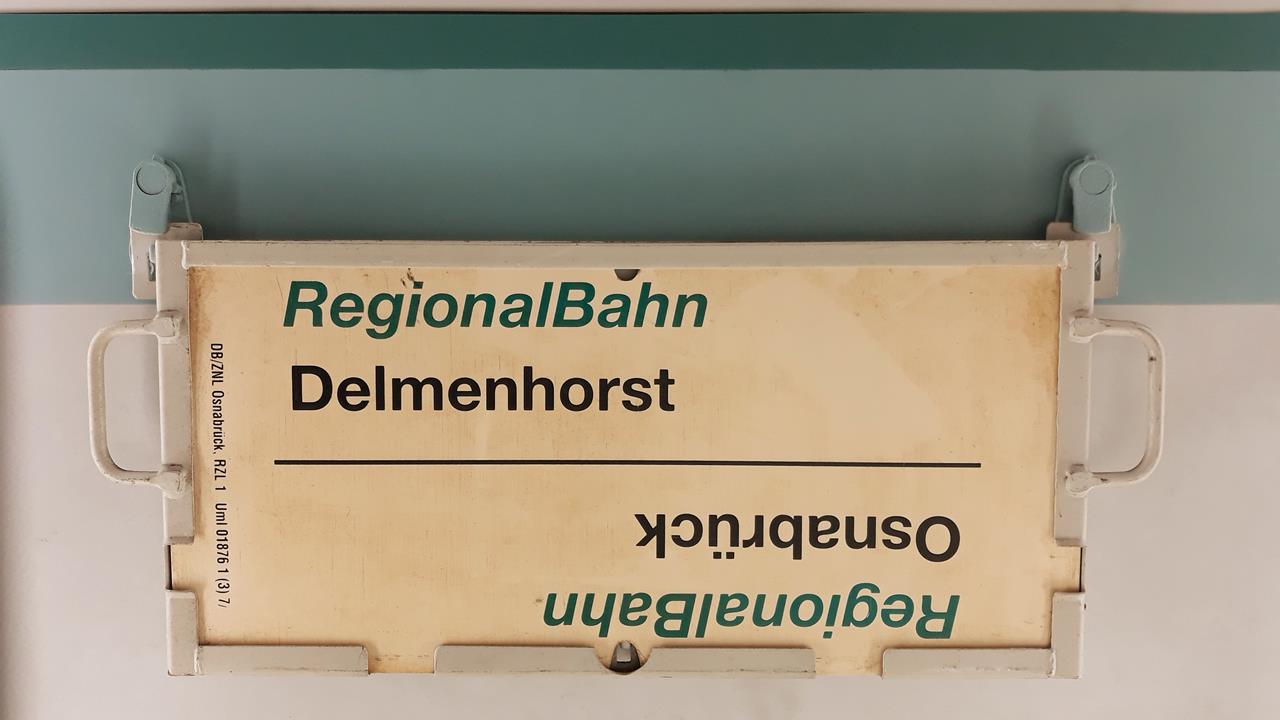 RegionalBahn
Delmenhorst
Osnabrück
RegionalBahn
DB/ZNL Osnabrück, RZL 1 Uml 01876 1 (3) 7/